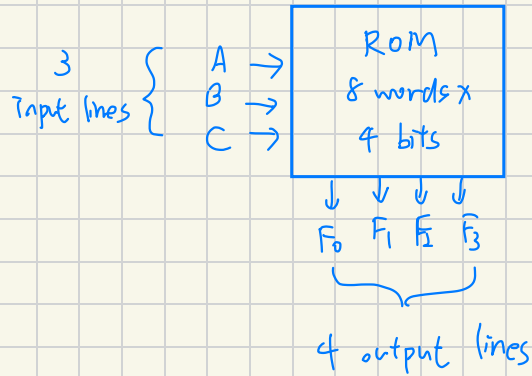 3
input lines
A
B
C
ROM
8 words x
4 bits
F0 F1 F2 F3
4 output lines